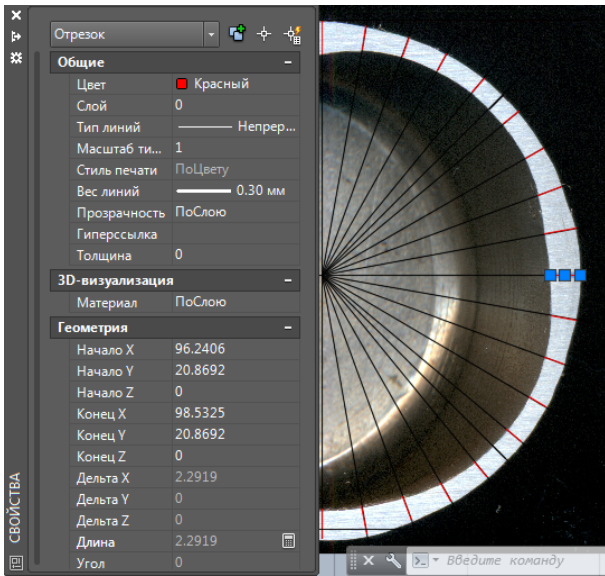 Отрезок
Общие
Цвет Красный
Слой 0
Тип линий Непрер...
Масштаб ти... 1
Стиль печати ПоЦвету
Вес линий 0.30 мм
Прозрачность ПоСлою
Гиперссылка
Толщина 0
3D-визуализация
Материал ПоСлою
Геометрия
Начало X 96.2406
Начало Y 20.8692
Начало Z 0
Конец X 98.5325
Конец Y 20.8692
Конец Z 0
Дельта X 2.2919
Дельта Y 0
Дельта Z 0
Длина 2.2919
Угол 0
СВОЙСТВА
Введите команду